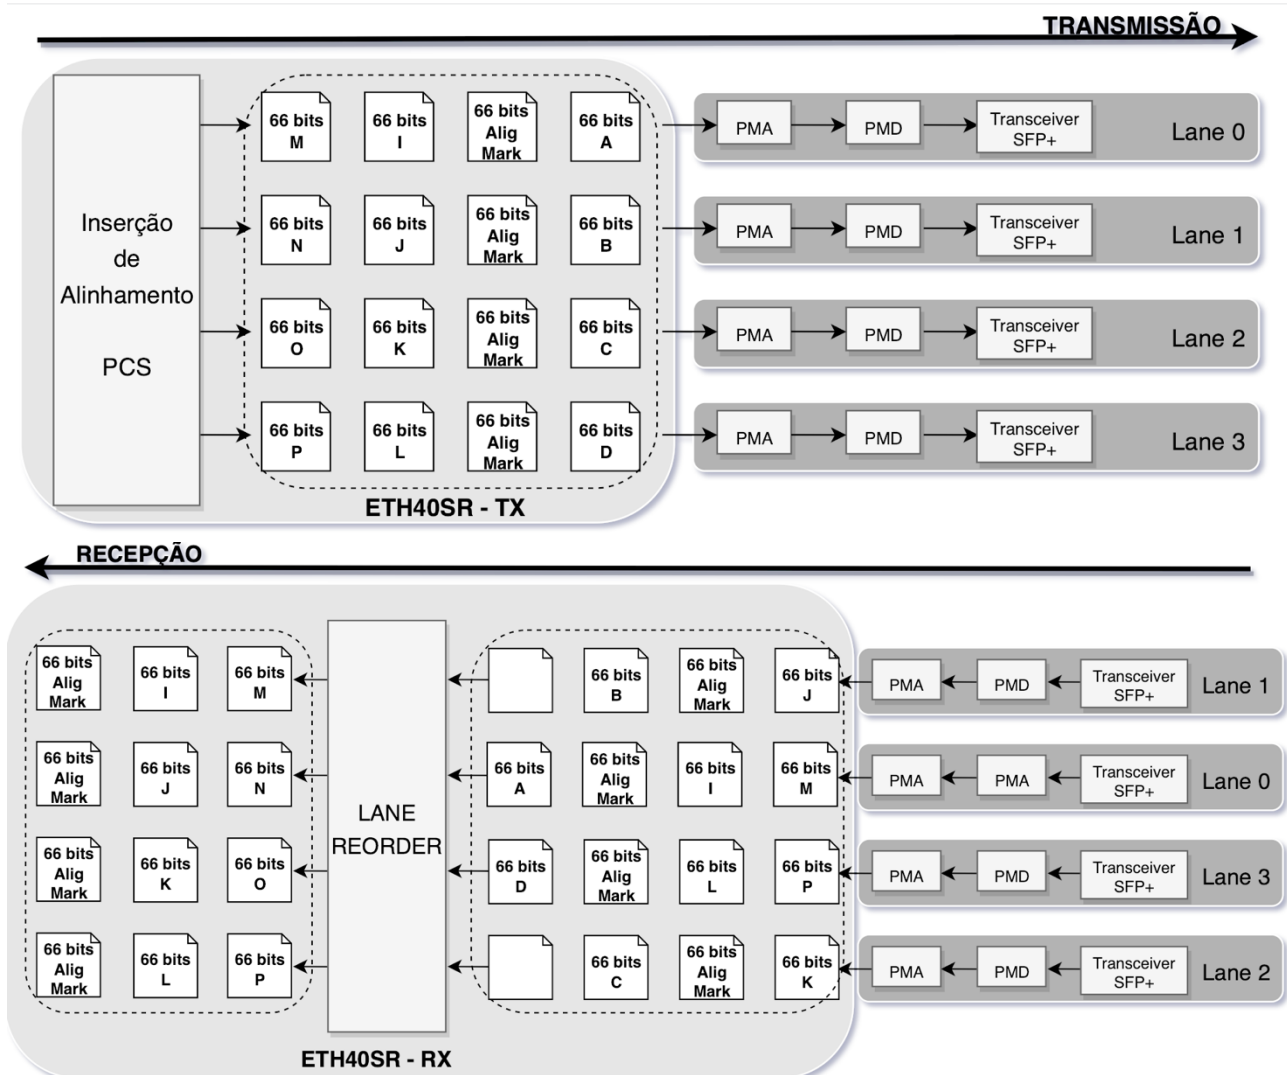 TRANSMISSÃO
Inserção
de
Alinhamento
PCS
66 bits
M
66 bits
I
66 bits
Alig
Mark
66 bits
A
PMA
PMD
Transceiver
SFP+
Lane 0
66 bits
N
66 bits
J
66 bits
Alig
Mark
66 bits
B
PMA
PMD
Transceiver
SFP+
Lane 1
66 bits
O
66 bits
K
66 bits
Alig
Mark
66 bits
C
PMA
PMD
Transceiver
SFP+
Lane 2
66 bits
P
66 bits
L
66 bits
Alig
Mark
66 bits
D
PMA
PMD
Transceiver
SFP+
Lane 3
ETH40SR - TX
RECEPÇÃO
66 bits
Alig
Mark
66 bits
I
66 bits
M
66 bits
B
66 bits
Alig
Mark
66 bits
J
PMA
PMD
Transceiver
SFP+
Lane 1
66 bits
Alig
Mark
66 bits
J
66 bits
N
LANE
REORDER
66 bits
A
66 bits
Alig
Mark
66 bits
I
66 bits
M
PMA
PMA
Transceiver
SFP+
Lane 0
66 bits
Alig
Mark
66 bits
K
66 bits
O
66 bits
D
66 bits
Alig
Mark
66 bits
L
66 bits
P
PMA
PMD
Transceiver
SFP+
Lane 3
66 bits
Alig
Mark
66 bits
L
66 bits
P
66 bits
C
66 bits
Alig
Mark
66 bits
K
PMA
PMD
Transceiver
SFP+
Lane 2
ETH40SR - RX